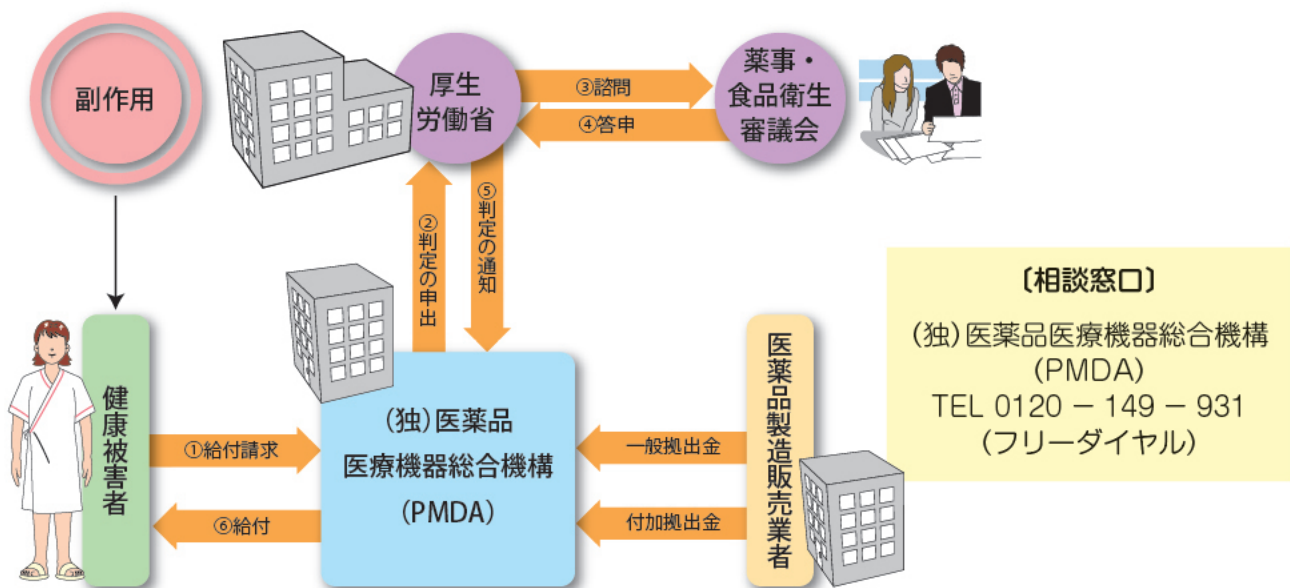 副作用
厚生
労働省
③諮問
④答申
薬事・
食品衛生
審議会
②判定の申出
⑤判定の通知
健康被害者
①給付請求
⑥給付
(独)医薬品
医療機器総合機構
(PMDA)
一般拠出金
付加拠出金
医薬品製造販売業者
〔相談窓口〕
(独)医薬品医療機器総合機構
(PMDA)
TEL 0120 − 149 − 931
(フリーダイヤル)